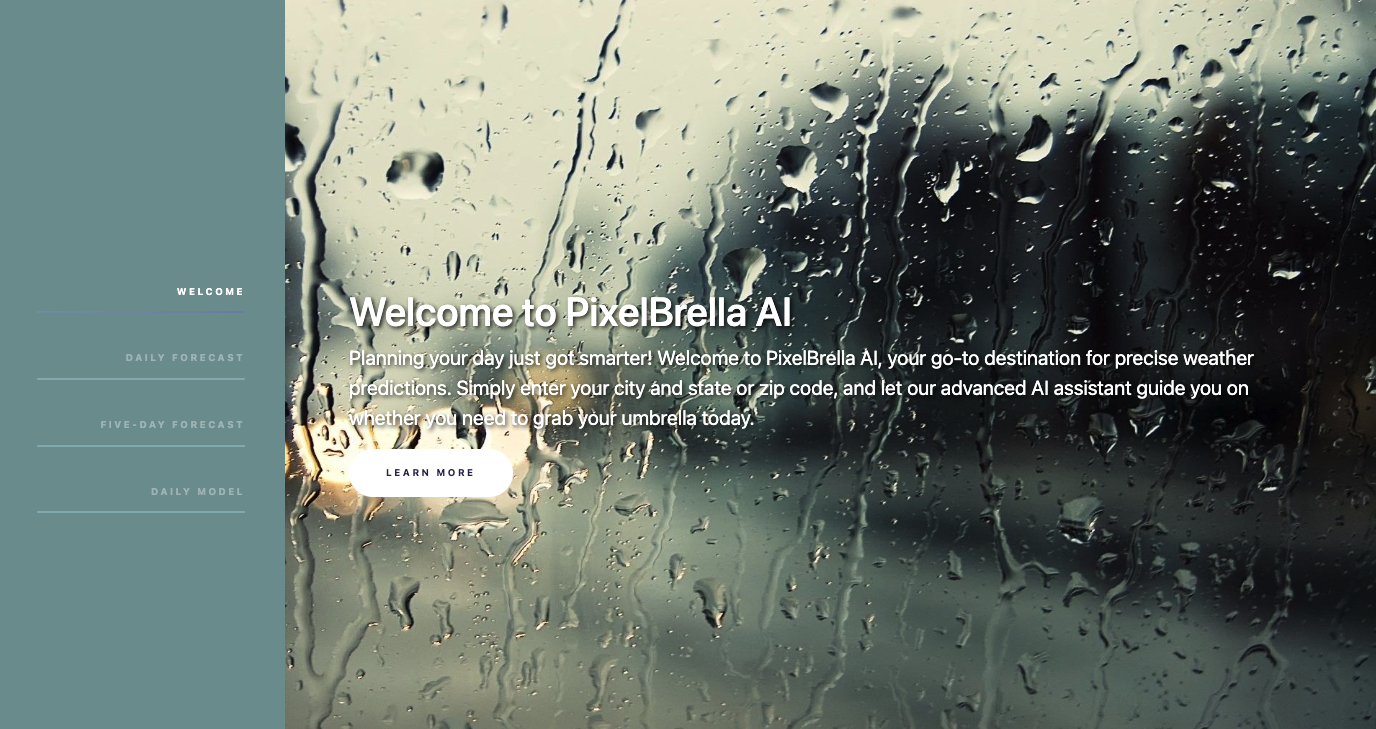 WELCOME
DAILY FORECAST
FIVE-DAY FORECAST
DAILY MODEL
Welcome to PixelBrella AI
Planning your day just got smarter! Welcome to PixelBrella AI, your go-to destination for precise weather
predictions. Simply enter your city and state or zip code, and let our advanced AI assistant guide you on
whether you need to grab your umbrella today.
LEARN MORE